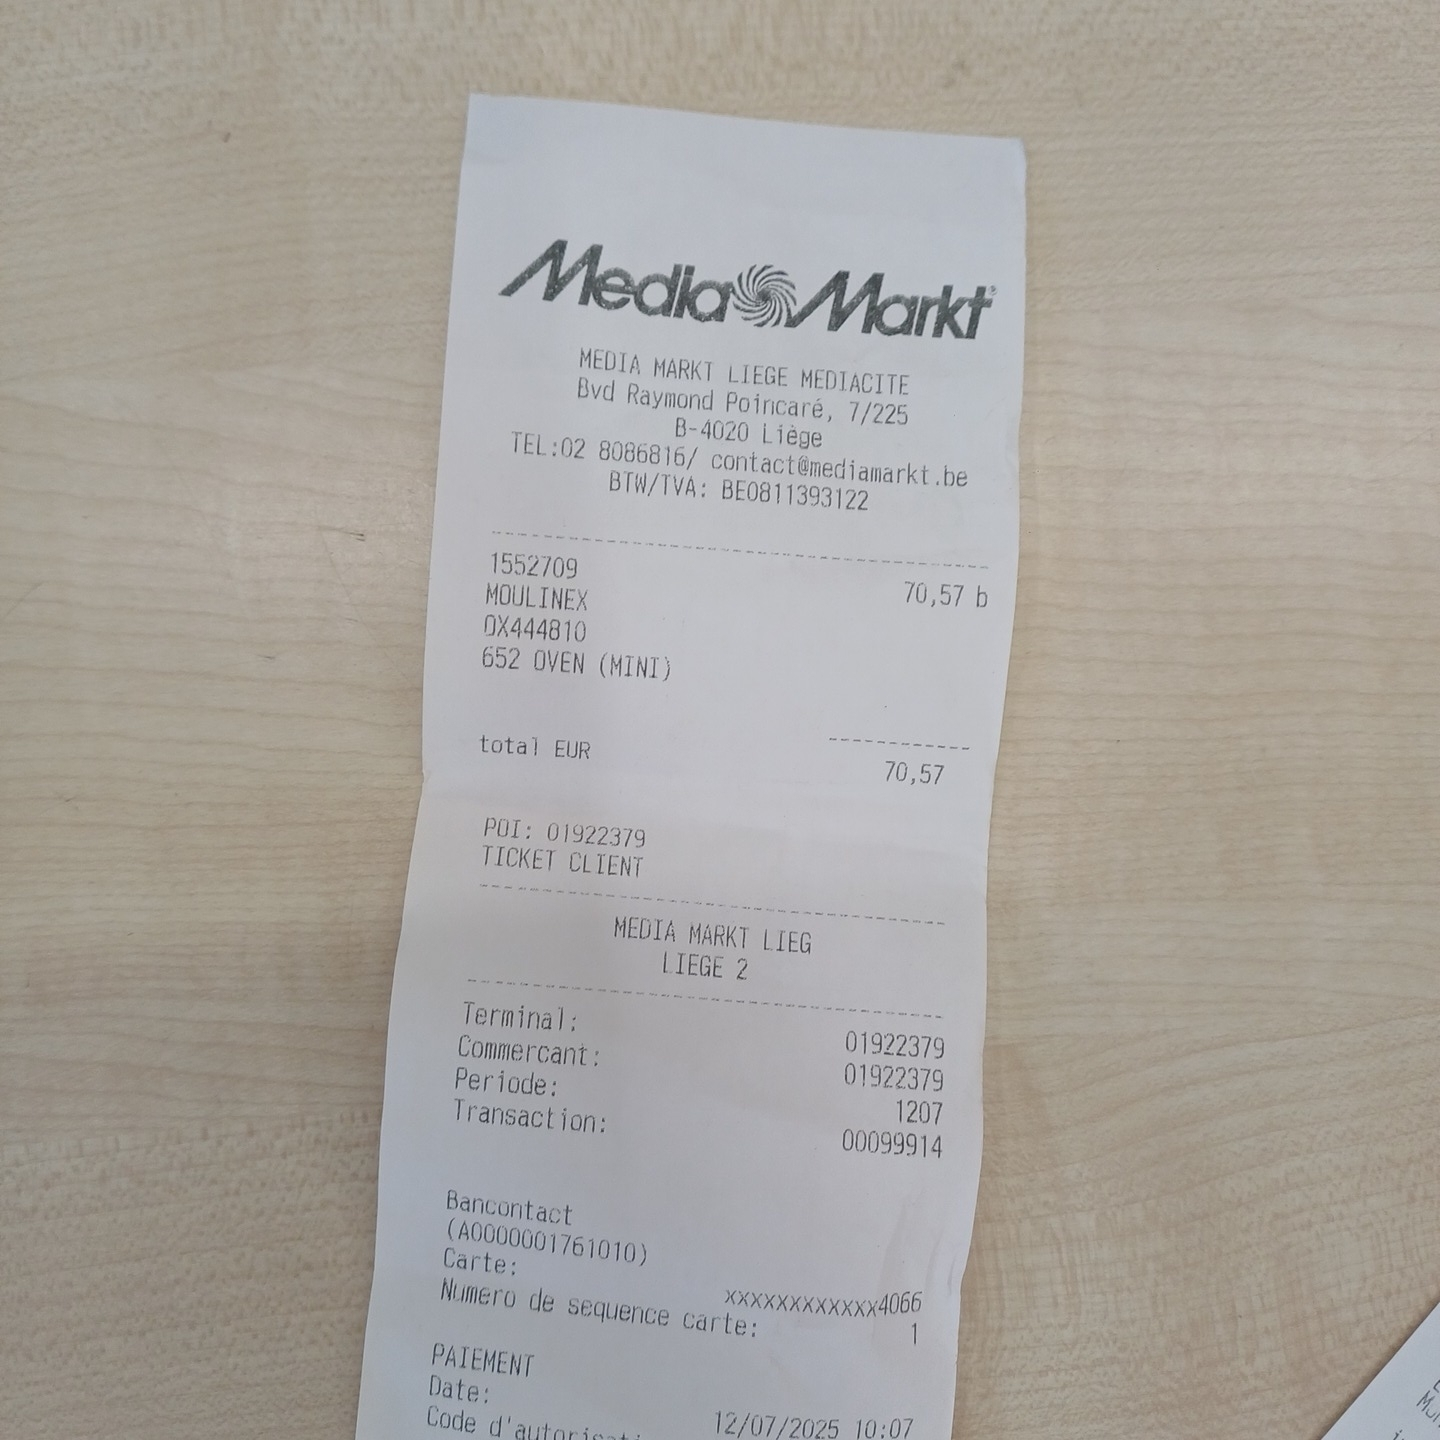 Media Markt
MEDIA MARKT LIEGE MEDIACITE
Bvd Raymond Poincaré, 7/225
B-4020 Liège
TEL:02 8086816/ contact@mediamarkt.be
BTW/TVA: BE0811393122
1552709 70,57 b
MOULINEX
OX444810
652 OVEN (MINI)
total EUR 70,57
POI: 01922379
TICKET CLIENT
MEDIA MARKT LIEG
LIEGE 2
Terminal: 01922379
Commercant: 01922379
Periode: 1207
Transaction: 00099914
Bancontact
(A0000001761010)
Carte: xxxxxxxxxxxx4066
Numero de sequence carte: 1
PAIEMENT
Date: 12/07/2025 10:07
Code